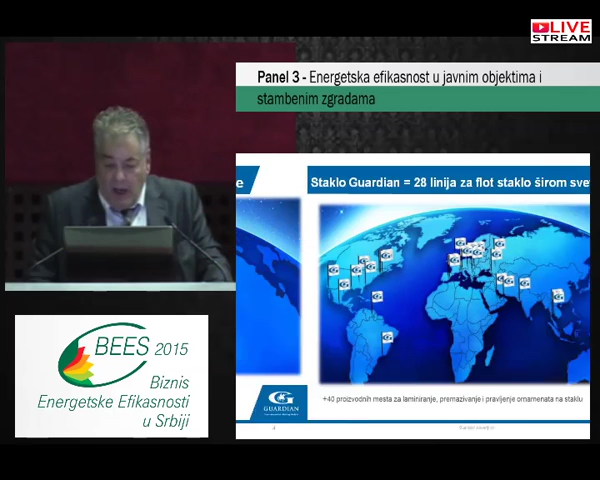 LIVE
STREAM
Panel 3 - Energetska efikasnost u javnim objektima i
stambenim zgradama
e
Staklo Guardian = 28 linija za flot staklo širom sve
BEES 2015
Biznis
Energetske Efikasnosti
u Srbiji
G
GUARDIAN
+40 proizvodnih mesta za laminiranje, premazivanje i pravljenje ornamenata na staklu
4